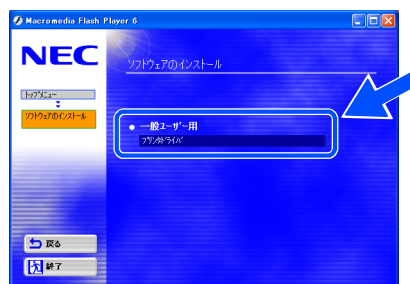 Macromedia Flash Player 6
NEC
ソフトウェアのインストール
トップメニュー
ソフトウェアのインストール
一般ユーザー用
プリンタドライバ
戻る
終了